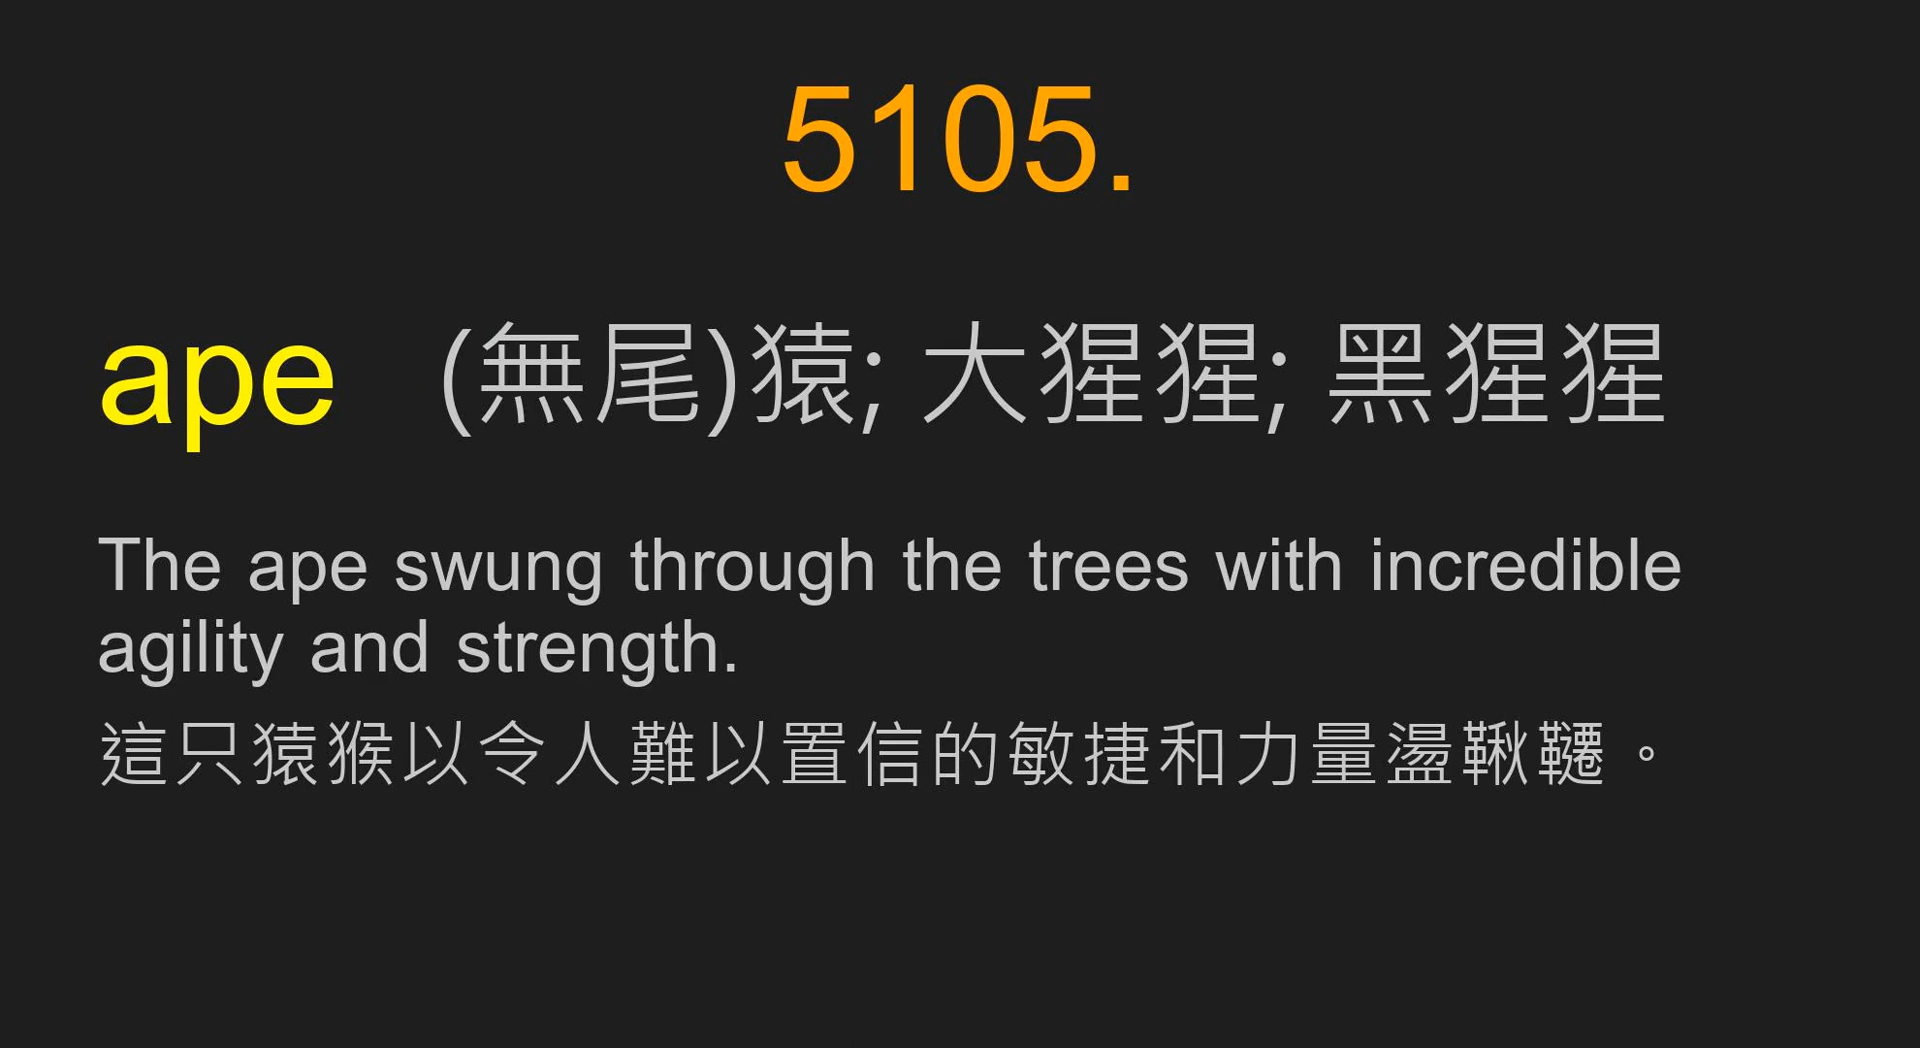 5105.
ape (無尾)猿; 大猩猩; 黑猩猩
The ape swung through the trees with incredible
agility and strength.
這只猿猴以令人難以置信的敏捷和力量盪鞦韆。